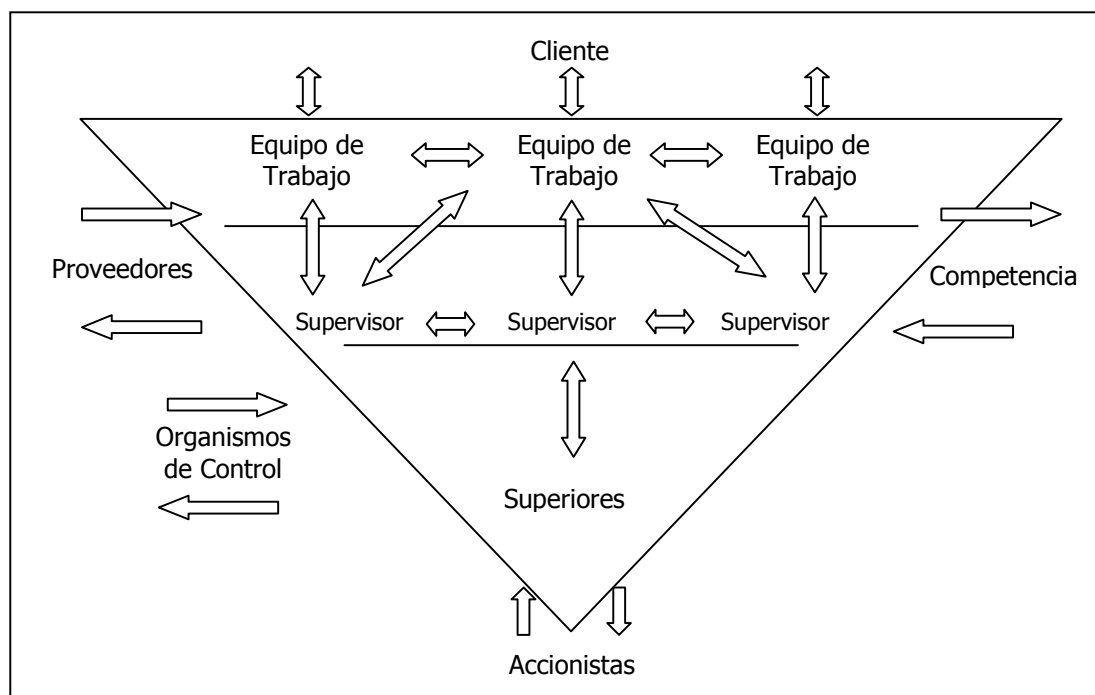 Cliente
Equipo de
Trabajo
Equipo de
Trabajo
Equipo de
Trabajo
Proveedores
Competencia
Supervisor
Supervisor
Supervisor
Organismos
de Control
Superiores
Accionistas